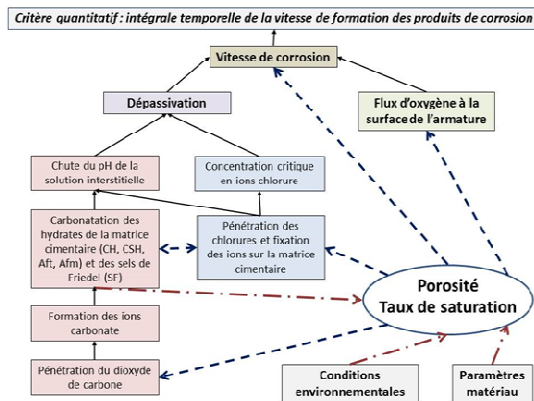 Critère quantitatif : intégrale temporelle de la vitesse de formation des produits de corrosion
Vitesse de corrosion
Dépassivation
Flux d'oxygène à la
surface de l'armature
Chute du pH de la
solution interstitielle
Concentration critique
en ions chlorure
Carbonatation des
hydrates de la matrice
cimentaire (CH, CSH,
Aft, Afm) et des sels de
Friedel (SF)
Pénétration des
chlorures et fixation
des ions sur la matrice
cimentaire
Porosité
Taux de saturation
Formation des ions
carbonate
Pénétration du dioxyde
de carbone
Conditions
environnementales
Paramètres
matériau